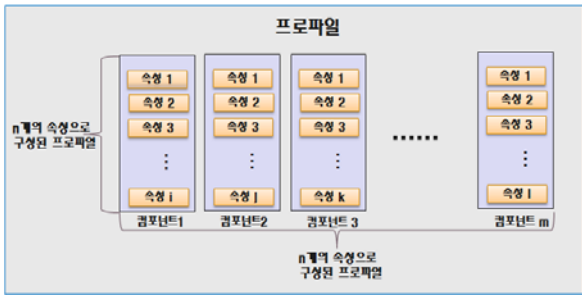 프로파일
속성 1 속성 1 속성 1 속성 1
속성 2 속성 2 속성 2 속성 2
속성 3 속성 3 속성 3 속성 3
n개의 속성으로
구성된 프로파일
⋮ ⋮ ⋮ ...... ⋮
속성 i 속성 j 속성 k 속성 l
컴포넌트1 컴포넌트2 컴포넌트 3 컴포넌트 m
n개의 속성으로
구성된 프로파일